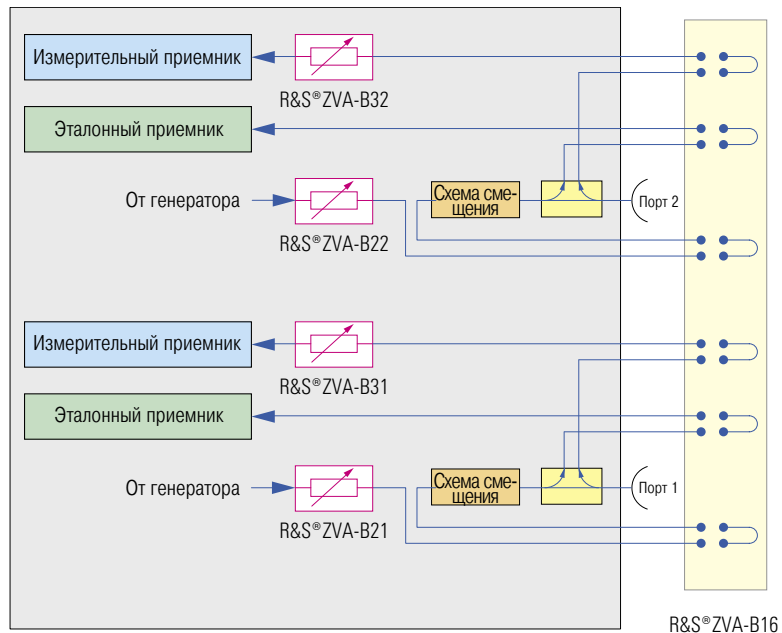 Измерительный приемник
R&S®ZVA-B32
Эталонный приемник
От генератора
R&S®ZVA-B22
Схема сме-
щения
Порт 2
Измерительный приемник
R&S®ZVA-B31
Эталонный приемник
От генератора
R&S®ZVA-B21
Схема сме-
щения
Порт 1
R&S®ZVA-B16